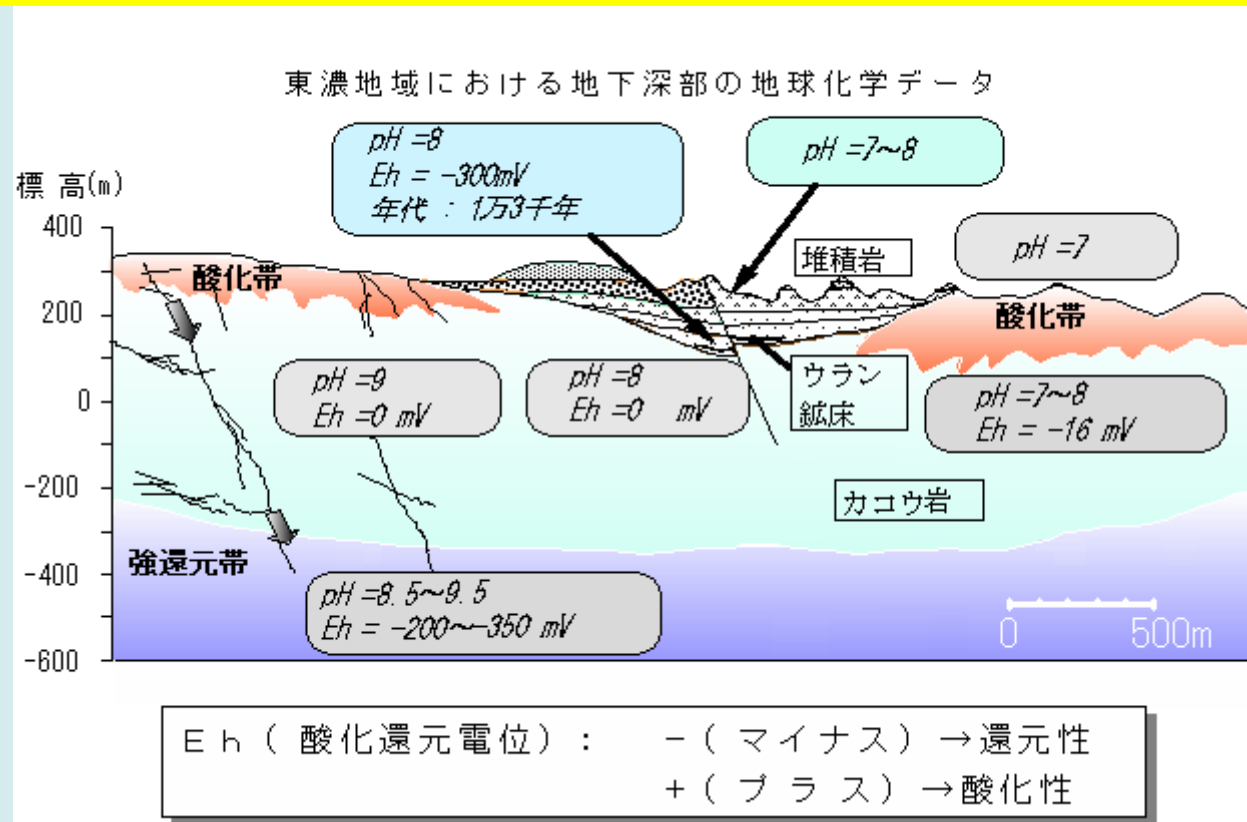 東濃地域における地下深部の地球化学データ
pH =8
Eh = -300mV
年代 : 1万3千年
pH =7~8
標 高(m)
400
200
0
-200
-400
-600
堆積岩
pH =7
酸化帯
酸化帯
pH =9
Eh =0 mV
pH =8
Eh =0 mV
ウラン
鉱床
pH =7~8
Eh = -16 mV
カコウ岩
強還元帯
pH =8.5~9.5
Eh = -200~-350 mV
0 500m
Eh(酸化還元電位): -(マイナス)→還元性
+(プラス)→酸化性